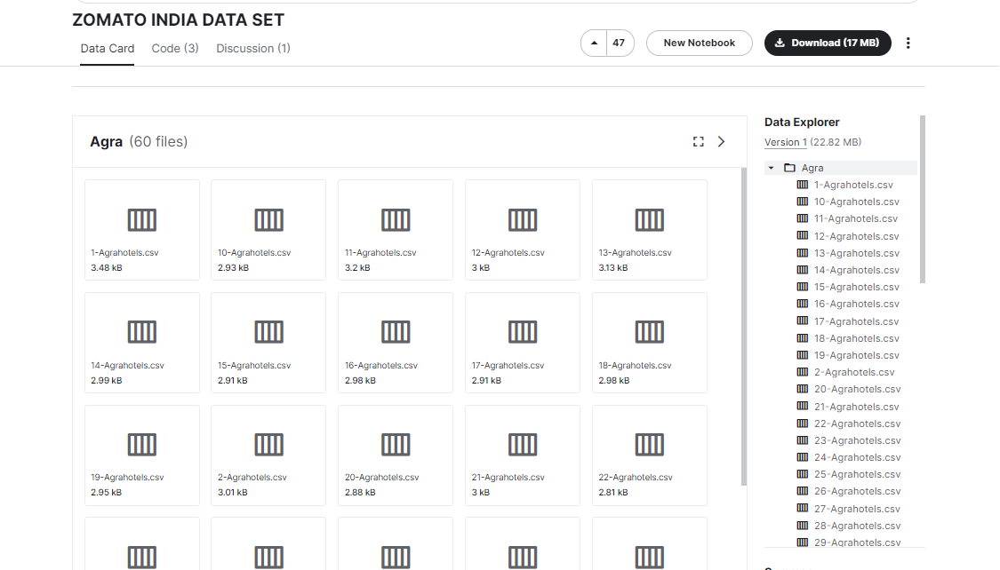 ZOMATO INDIA DATA SET
Data Card Code (3) Discussion (1)
47
New Notebook
Download (17 MB)
Agra (60 files)
1-Agrahotels.csv
3.48 kB
10-Agrahotels.csv
2.93 kB
11-Agrahotels.csv
3.2 kB
12-Agrahotels.csv
3 kB
13-Agrahotels.csv
3.13 kB
14-Agrahotels.csv
2.99 kB
15-Agrahotels.csv
2.91 kB
16-Agrahotels.csv
2.98 kB
17-Agrahotels.csv
2.91 kB
18-Agrahotels.csv
2.98 kB
19-Agrahotels.csv
2.95 kB
2-Agrahotels.csv
3.01 kB
20-Agrahotels.csv
2.88 kB
21-Agrahotels.csv
3 kB
22-Agrahotels.csv
2.81 kB
Data Explorer
Version 1 (22.82 MB)
Agra
1-Agrahotels.csv
10-Agrahotels.csv
11-Agrahotels.csv
12-Agrahotels.csv
13-Agrahotels.csv
14-Agrahotels.csv
15-Agrahotels.csv
16-Agrahotels.csv
17-Agrahotels.csv
18-Agrahotels.csv
19-Agrahotels.csv
2-Agrahotels.csv
20-Agrahotels.csv
21-Agrahotels.csv
22-Agrahotels.csv
23-Agrahotels.csv
24-Agrahotels.csv
25-Agrahotels.csv
26-Agrahotels.csv
27-Agrahotels.csv
28-Agrahotels.csv
29-Agrahotels.csv